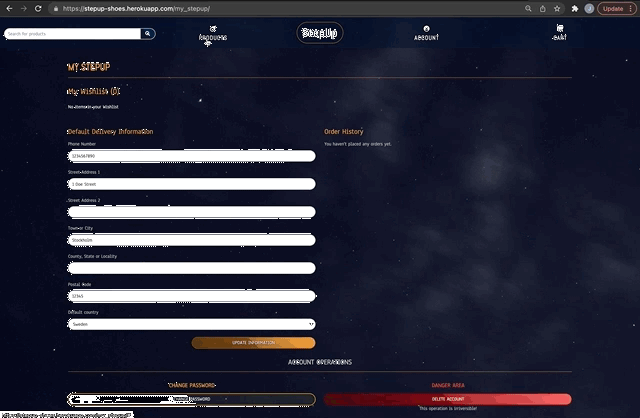 https://stepup-shoes.herokuapp.com/my_stepup/
Update
Search for products
PRODUCTS
StepUp
ACCOUNT
CART
MY STEPUP
My Wishlist (0)
No items in your Wishlist
Default Delivery Information
Order History
Phone Number
You haven't placed any orders yet.
1234567890
Street Address 1
1 Doe Street
Street Address 2
Town or City
Stockholm
County, State or Locality
Postal Code
12345
Default country
Sweden
UPDATE INFORMATION
ACCOUNT OPERATIONS
CHANGE PASSWORD
DANGER AREA
PASSWORD
DELETE ACCOUNT
This operation is irriversible!